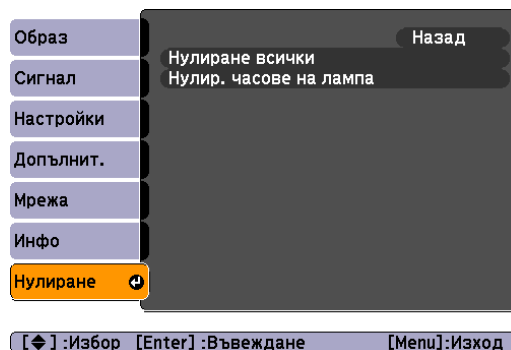 Образ
Сигнал
Настройки
Допълнит.
Мрежа
Инфо
Нулиране
Назад
Нулиране всички
Нулир. часове на лампа
[◆] :Избор [Enter] :Въвеждане [Menu]:Изход